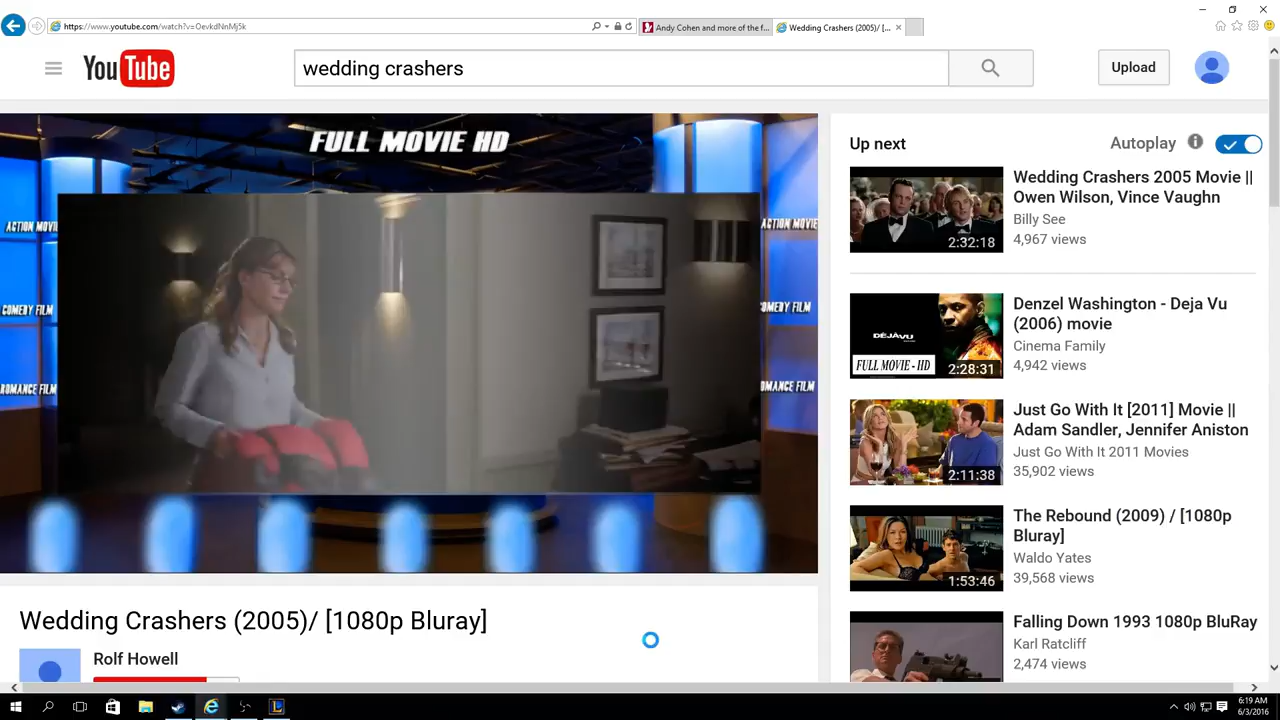 https://www.youtube.com/watch?v=OevkdNnMj5k
Andy Cohen and more of the f...
Wedding Crashers (2005)/ [...
YouTube
wedding crashers
Upload
FULL MOVIE HD
ACTION MOVIE
COMEDY FILM
ROMANCE FILM
ACTION MOVIE
COMEDY FILM
ROMANCE FILM
Wedding Crashers (2005)/ [1080p Bluray]
Rolf Howell
Up next
Autoplay
Wedding Crashers 2005 Movie ||
Owen Wilson, Vince Vaughn
Billy See
4,967 views
2:32:18
Denzel Washington - Deja Vu
(2006) movie
Cinema Family
4,942 views
DÉJÀ VU
FULL MOVIE - HD
2:28:31
Just Go With It [2011] Movie ||
Adam Sandler, Jennifer Aniston
Just Go With It 2011 Movies
35,902 views
2:11:38
The Rebound (2009) / [1080p
Bluray]
Waldo Yates
39,568 views
1:53:46
Falling Down 1993 1080p BluRay
Karl Ratcliff
2,474 views
6:19 AM
6/3/2016